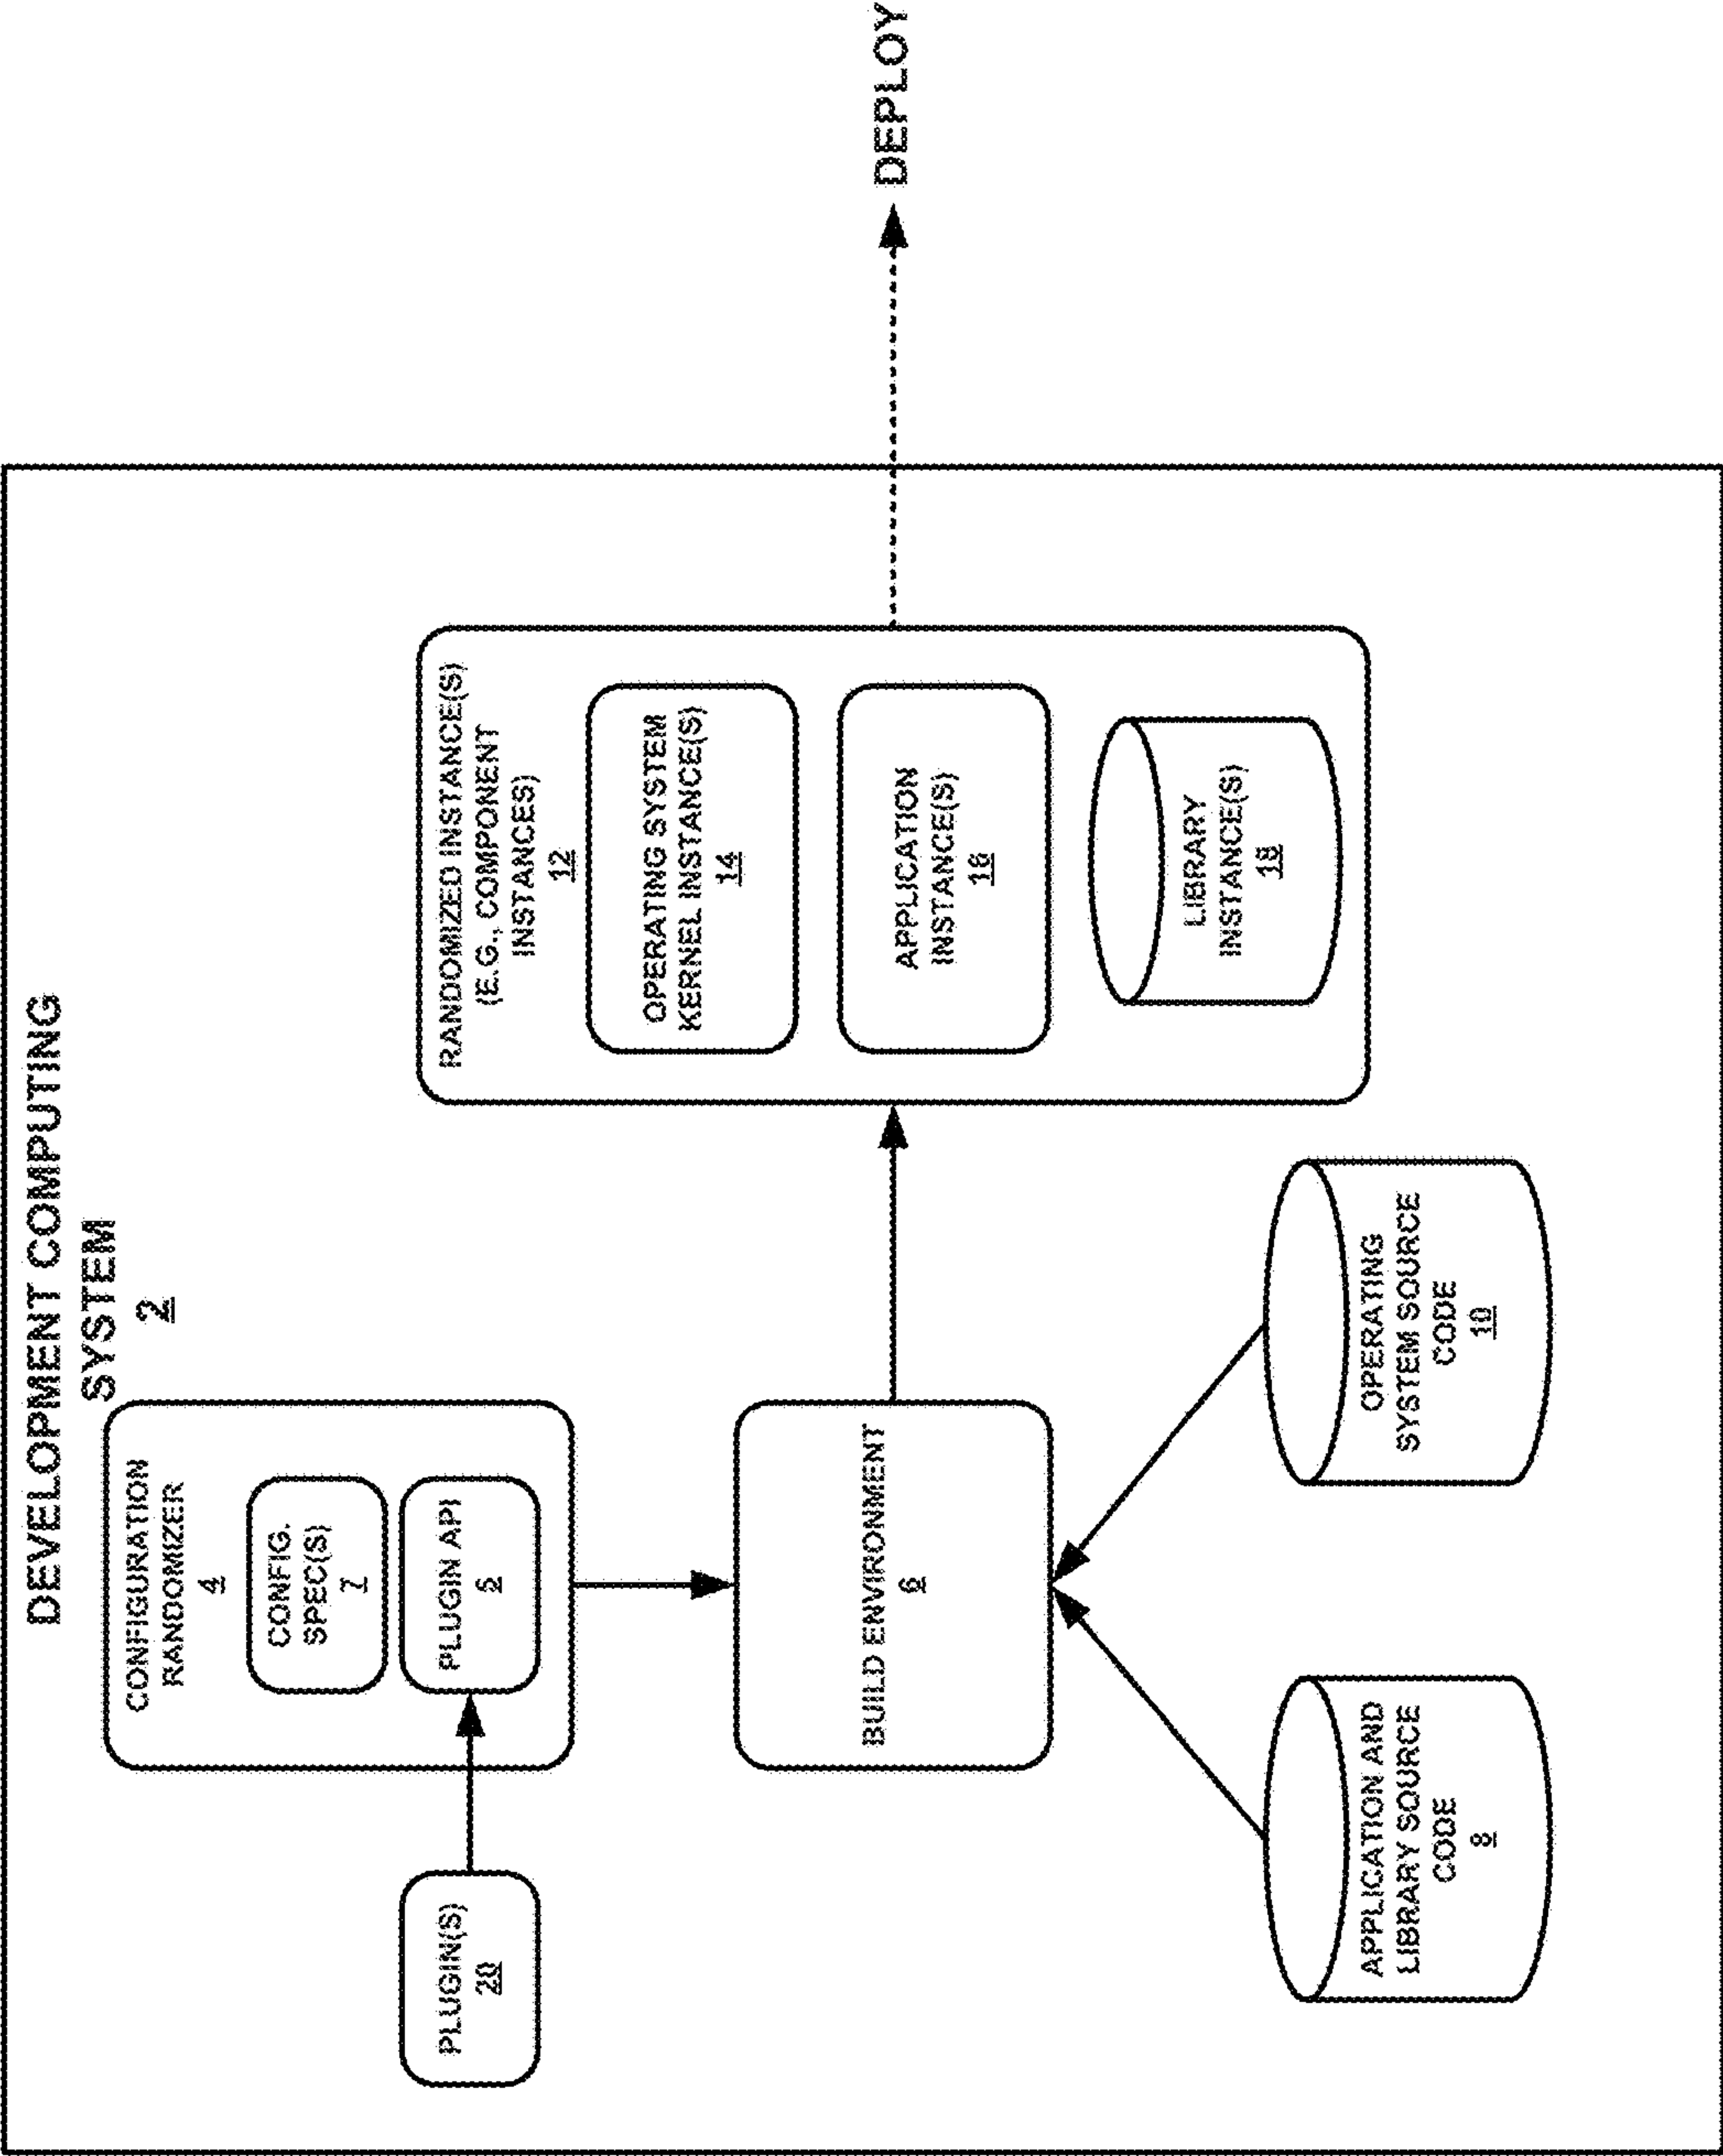 DEVELOPMENT COMPUTING
SYSTEM
2
CONFIGURATION
RANDOMIZER
4
CONFIG.
SPEC(S)
7
PLUGIN API
5
PLUGIN(S)
20
BUILD ENVIRONMENT
6
APPLICATION AND
LIBRARY SOURCE
CODE
8
OPERATING
SYSTEM SOURCE
CODE
10
RANDOMIZED INSTANCE(S)
(E.G., COMPONENT
INSTANCES)
12
OPERATING SYSTEM
KERNEL INSTANCE(S)
14
APPLICATION
INSTANCE(S)
16
LIBRARY
INSTANCE(S)
18
DEPLOY